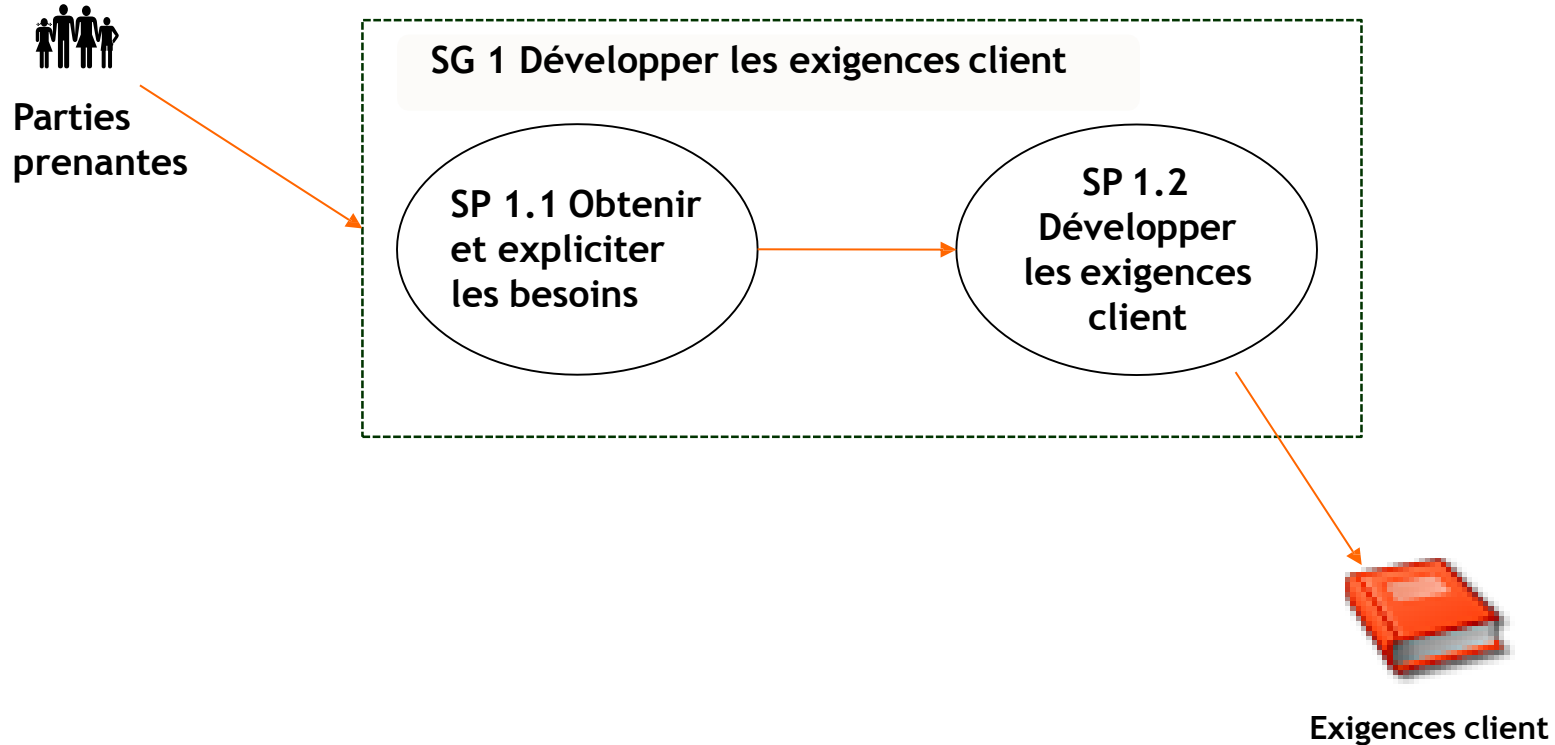 Parties
prenantes
SG 1 Développer les exigences client
SP 1.1 Obtenir
et expliciter
les besoins
SP 1.2
Développer
les exigences
client
Exigences client